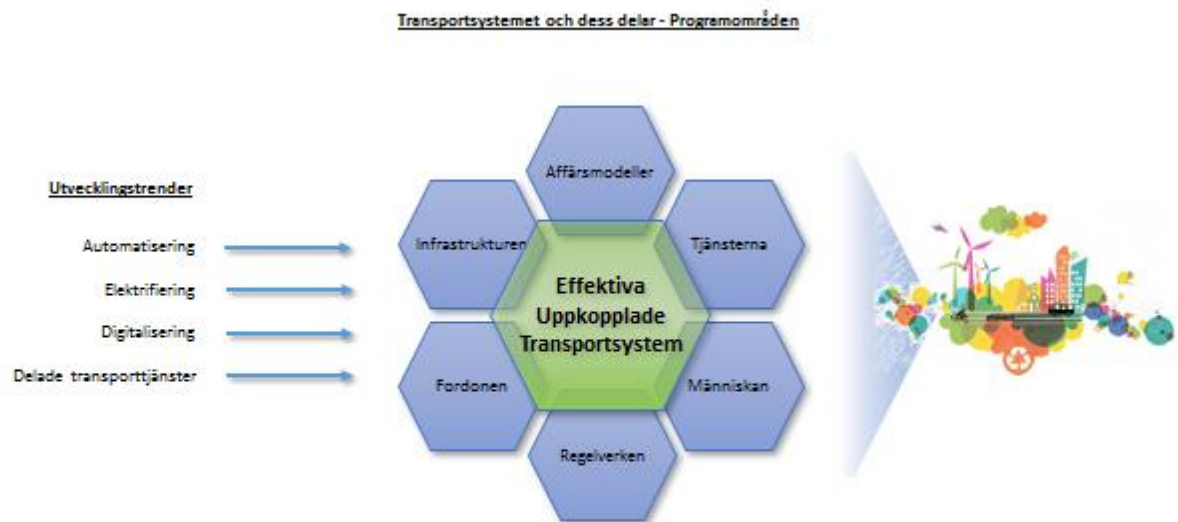 Transportsystemet och dess delar - Programområden
Utvecklingstrender
Automatisering
Elektrifiering
Digitalisering
Delade transporttjänster
Affärsmodeller
Infrastrukturen
Tjänsterna
Effektiva
Uppkopplade
Transportsystem
Fordonen
Människan
Regelverken